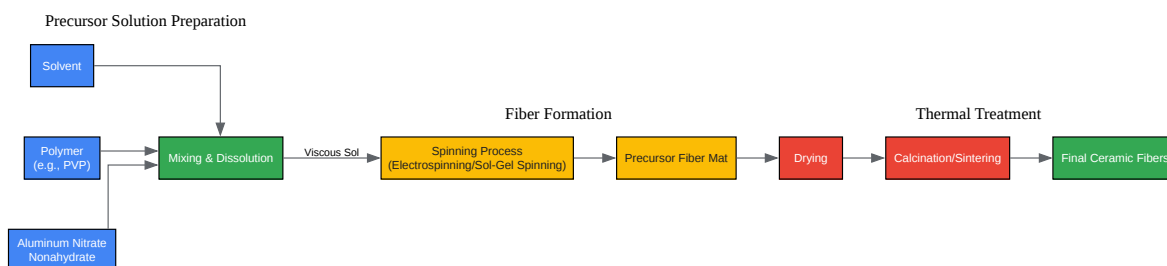 Precursor Solution Preparation
Solvent
Polymer
(e.g., PVP)
Aluminum Nitrate
Nonahydrate
Mixing & Dissolution
Viscous Sol
Fiber Formation
Spinning Process
(Electrospinning/Sol-Gel Spinning)
Precursor Fiber Mat
Thermal Treatment
Drying
Calcination/Sintering
Final Ceramic Fibers